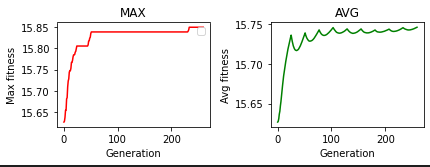 MAX
Max fitness
15.85
15.80
15.75
15.70
15.65
0
100
200
Generation
AVG
Avg fitness
15.75
15.70
15.65
0
100
200
Generation